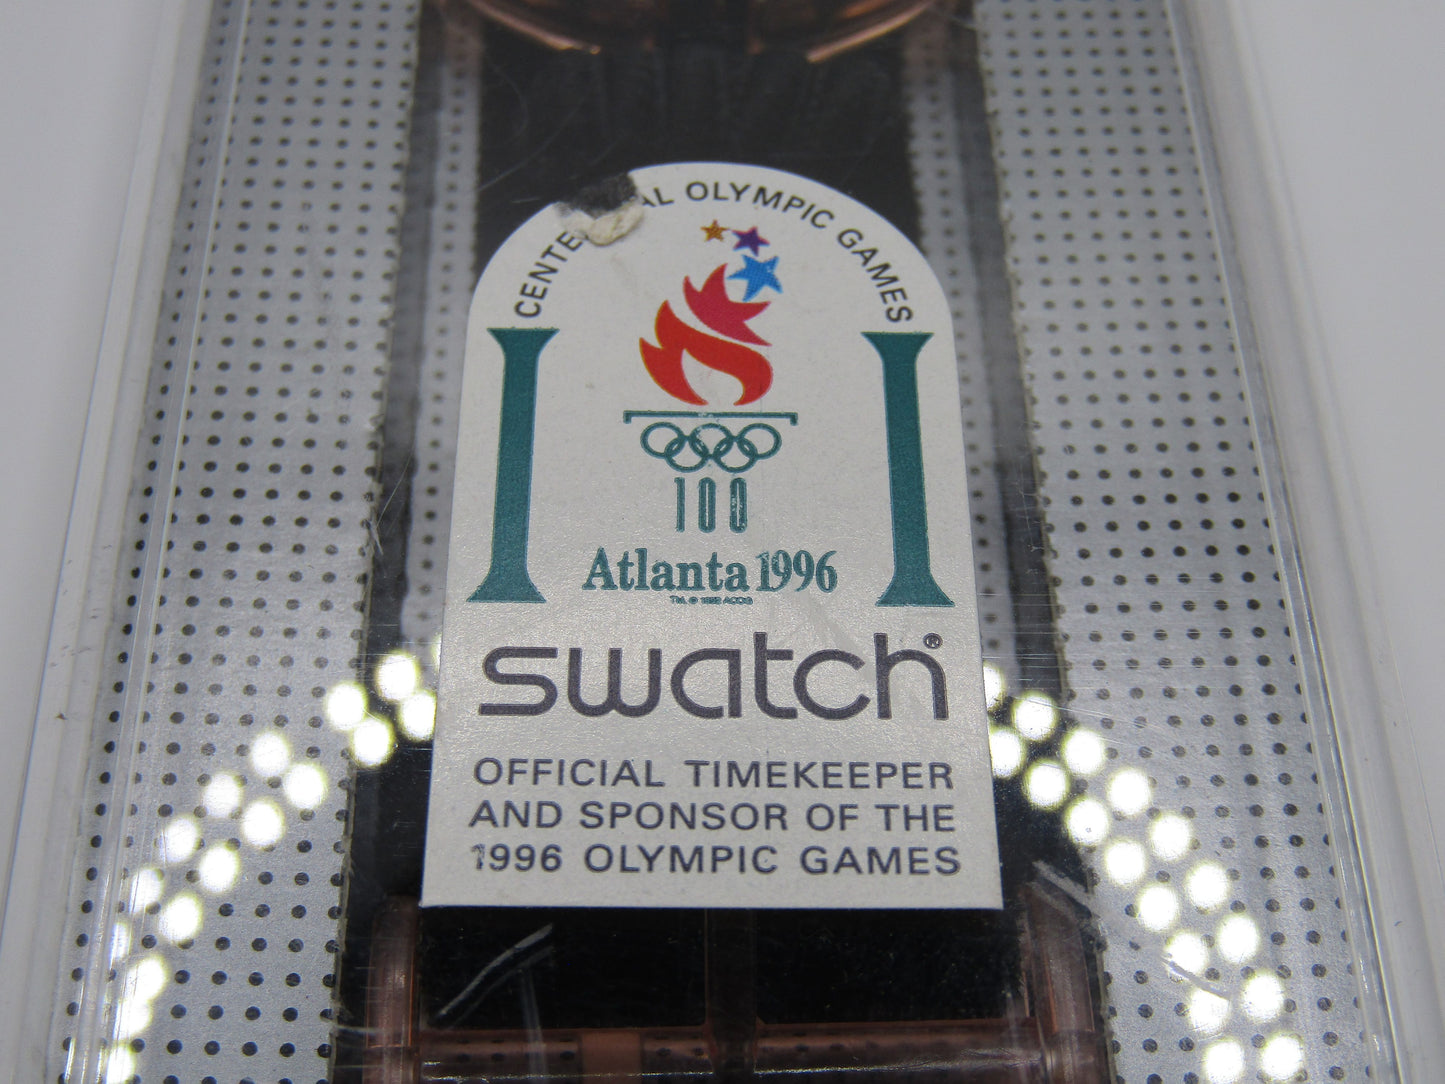 OLYMPIC GAMES
100
Atlanta 1996
swatch®
OFFICIAL TIMEKEEPER
AND SPONSOR OF THE
1996 OLYMPIC GAMES